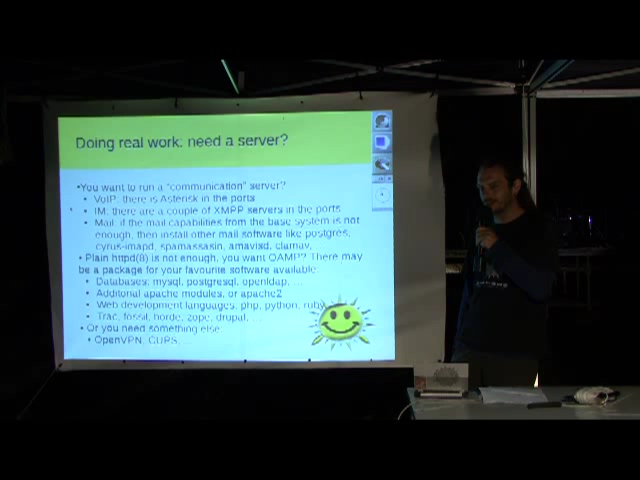 Doing real work: need a server?
•You want to run a “communication” server?
• VoIP: there is Asterisk in the ports
• IM: there are a couple of XMPP servers in the ports
• Mail: if the mail capabilities from the base system is not
enough, then install other mail software like postgres,
cyrus-imapd, spamassasin, amavisd, clamav,
• Plain httpd(8) is not enough, you want OAMP? There may
be a package for your favourite software available:
• Databases: mysql, postgresql, openldap, ...
• Additonal apache modules, or apache2
• Web development languages: php, python, ruby
• Trac, fossil, horde, zope, drupal, ...
• Or you need something else:
• OpenVPN, CUPS, ...